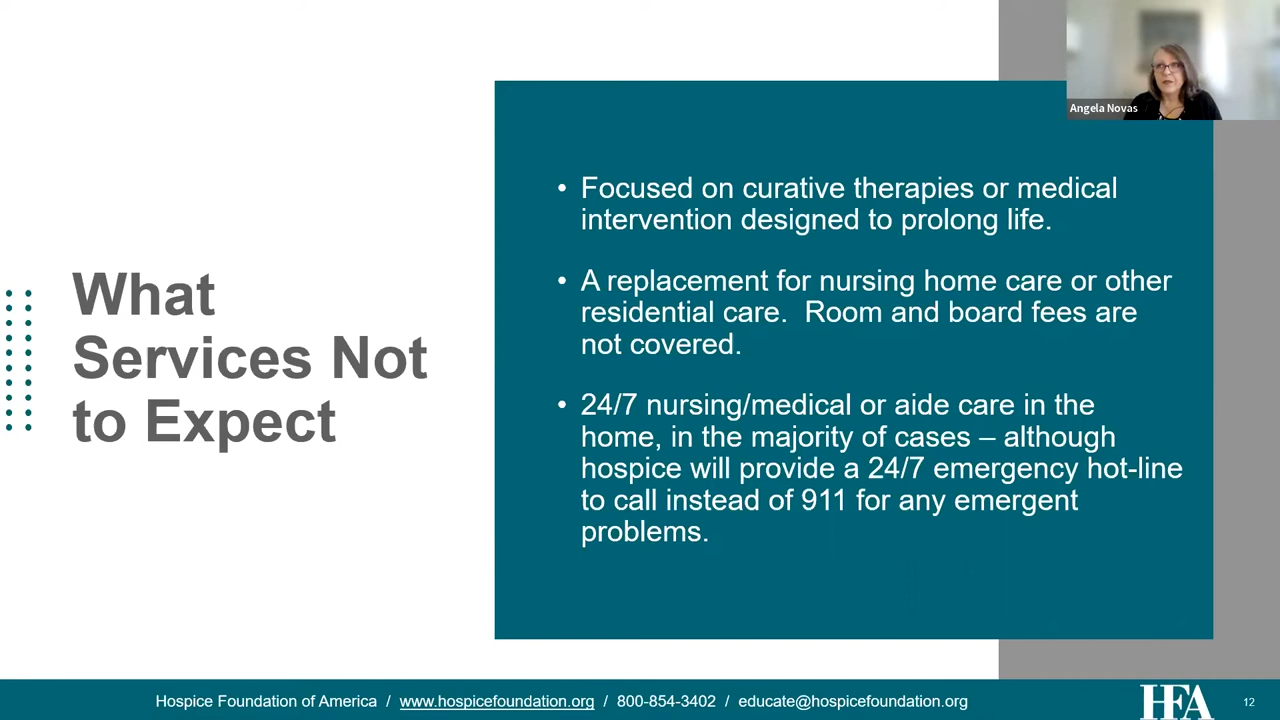 Angela Novas
What
Services Not
to Expect
• Focused on curative therapies or medical
intervention designed to prolong life.
• A replacement for nursing home care or other
residential care.  Room and board fees are
not covered.
• 24/7 nursing/medical or aide care in the
home, in the majority of cases – although
hospice will provide a 24/7 emergency hot-line
to call instead of 911 for any emergent
problems.
Hospice Foundation of America / www.hospicefoundation.org / 800-854-3402 / educate@hospicefoundation.org
HFA
12